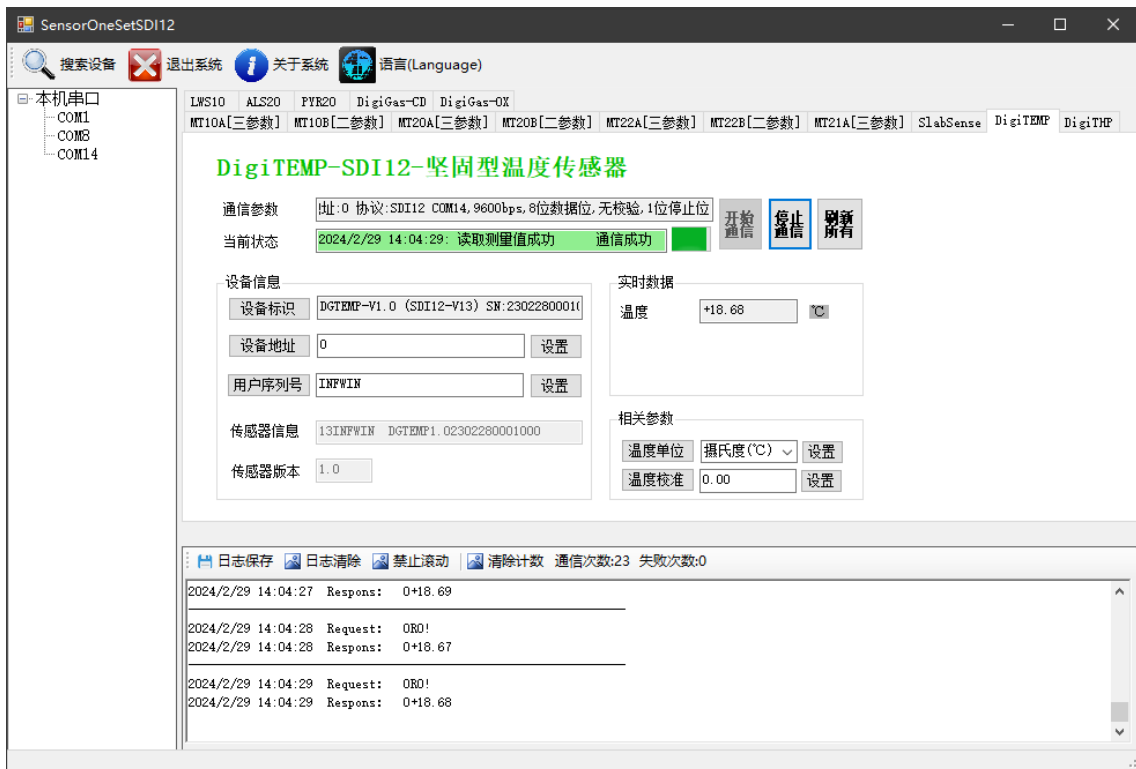 SensorOneSetSDI12
搜索设备 退出系统 关于系统 语言(Language)
本机串口
COM1
COM8
COM14
LWS10 ALS20 PYR20 DigiGas-CD DigiGas-OX
MT10A[三参数] MT10B[二参数] MT20A[三参数] MT20B[二参数] MT22A[三参数] MT22B[二参数] MT21A[三参数] SlabSense DigiTEMP DigiTHP
DigiTEMP-SDI12-坚固型温度传感器
通信参数 址:0 协议:SDI12 COM14,9600bps,8位数据位,无校验,1位停止位
开始通信 停止通信 刷新所有
当前状态 2024/2/29 14:04:29: 读取测量值成功 通信成功
设备信息
设备标识 DGTEMP-V1.0 (SDI12-V13) SN:2302280001
设备地址 0 设置
用户序列号 INFWIN 设置
传感器信息 13INFWIN DGTEMP1.02302280001000
传感器版本 1.0
实时数据
温度 +18.68 ℃
相关参数
温度单位 摄氏度(℃) 设置
温度校准 0.00 设置
日志保存 日志清除 禁止滚动 清除计数 通信次数:23 失败次数:0
2024/2/29 14:04:27 Respons: 0+18.69
2024/2/29 14:04:28 Request: 0R0!
2024/2/29 14:04:28 Respons: 0+18.67
2024/2/29 14:04:29 Request: 0R0!
2024/2/29 14:04:29 Respons: 0+18.68